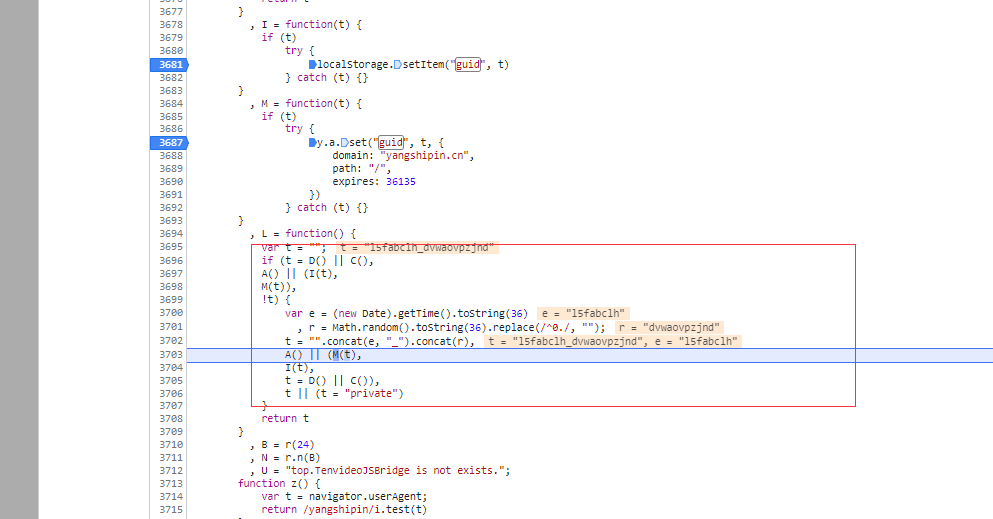 3677 }
3678 , I = function(t) {
3679 if (t)
3680 try {
3681 localStorage.setItem("guid", t)
3682 } catch (t) {}
3683 }
3684 , M = function(t) {
3685 if (t)
3686 try {
3687 y.a.set("guid", t, {
3688 domain: "yangshipin.cn",
3689 path: "/",
3690 expires: 36135
3691 })
3692 } catch (t) {}
3693 }
3694 , L = function() {
3695 var t = ""; t = "l5fabclh_dvwaovpzjnd"
3696 if (t = D() || C(),
3697 A() || (I(t),
3698 M(t)),
3699 !t) {
3700 var e = (new Date).getTime().toString(36) e = "l5fabclh"
3701 , r = Math.random().toString(36).replace(/^0./, ""); r = "dvwaovpzjnd"
3702 t = "".concat(e, "_").concat(r), t = "l5fabclh_dvwaovpzjnd", e = "l5fabclh"
3703 A() || (M(t),
3704 I(t),
3705 t = D() || C()),
3706 t || (t = "private")
3707 }
3708 return t
3709 }
3710 , B = r(24)
3711 , N = r.n(B)
3712 , U = "top.TenvideoJSBridge is not exists.";
3713 function z() {
3714 var t = navigator.userAgent;
3715 return /yangshipin/i.test(t)